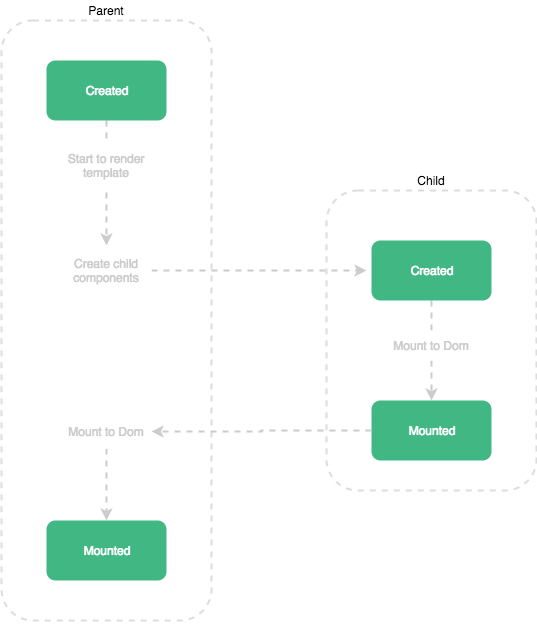 Parent
Created
Start to render
template
Create child
components
Child
Created
Mount to Dom
Mounted
Mount to Dom
Mounted